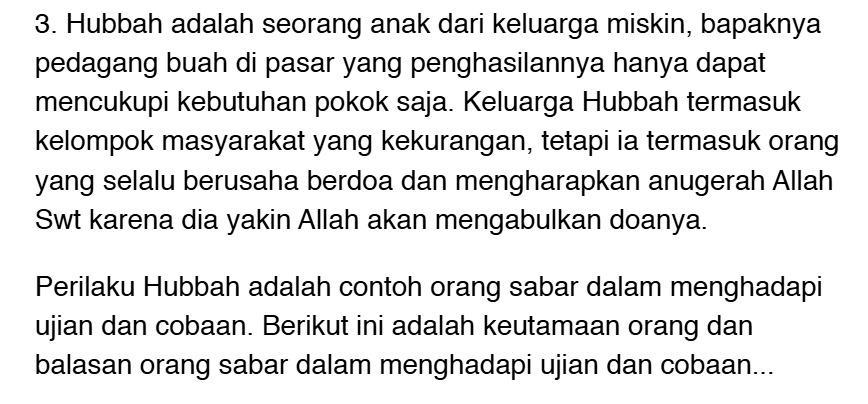 3. Hubbah adalah seorang anak dari keluarga miskin, bapaknya
pedagang buah di pasar yang penghasilannya hanya dapat
mencukupi kebutuhan pokok saja. Keluarga Hubbah termasuk
kelompok masyarakat yang kekurangan, tetapi ia termasuk orang
yang selalu berusaha berdoa dan mengharapkan anugerah Allah
Swt karena dia yakin Allah akan mengabulkan doanya.
Perilaku Hubbah adalah contoh orang sabar dalam menghadapi
ujian dan cobaan. Berikut ini adalah keutamaan orang dan
balasan orang sabar dalam menghadapi ujian dan cobaan...